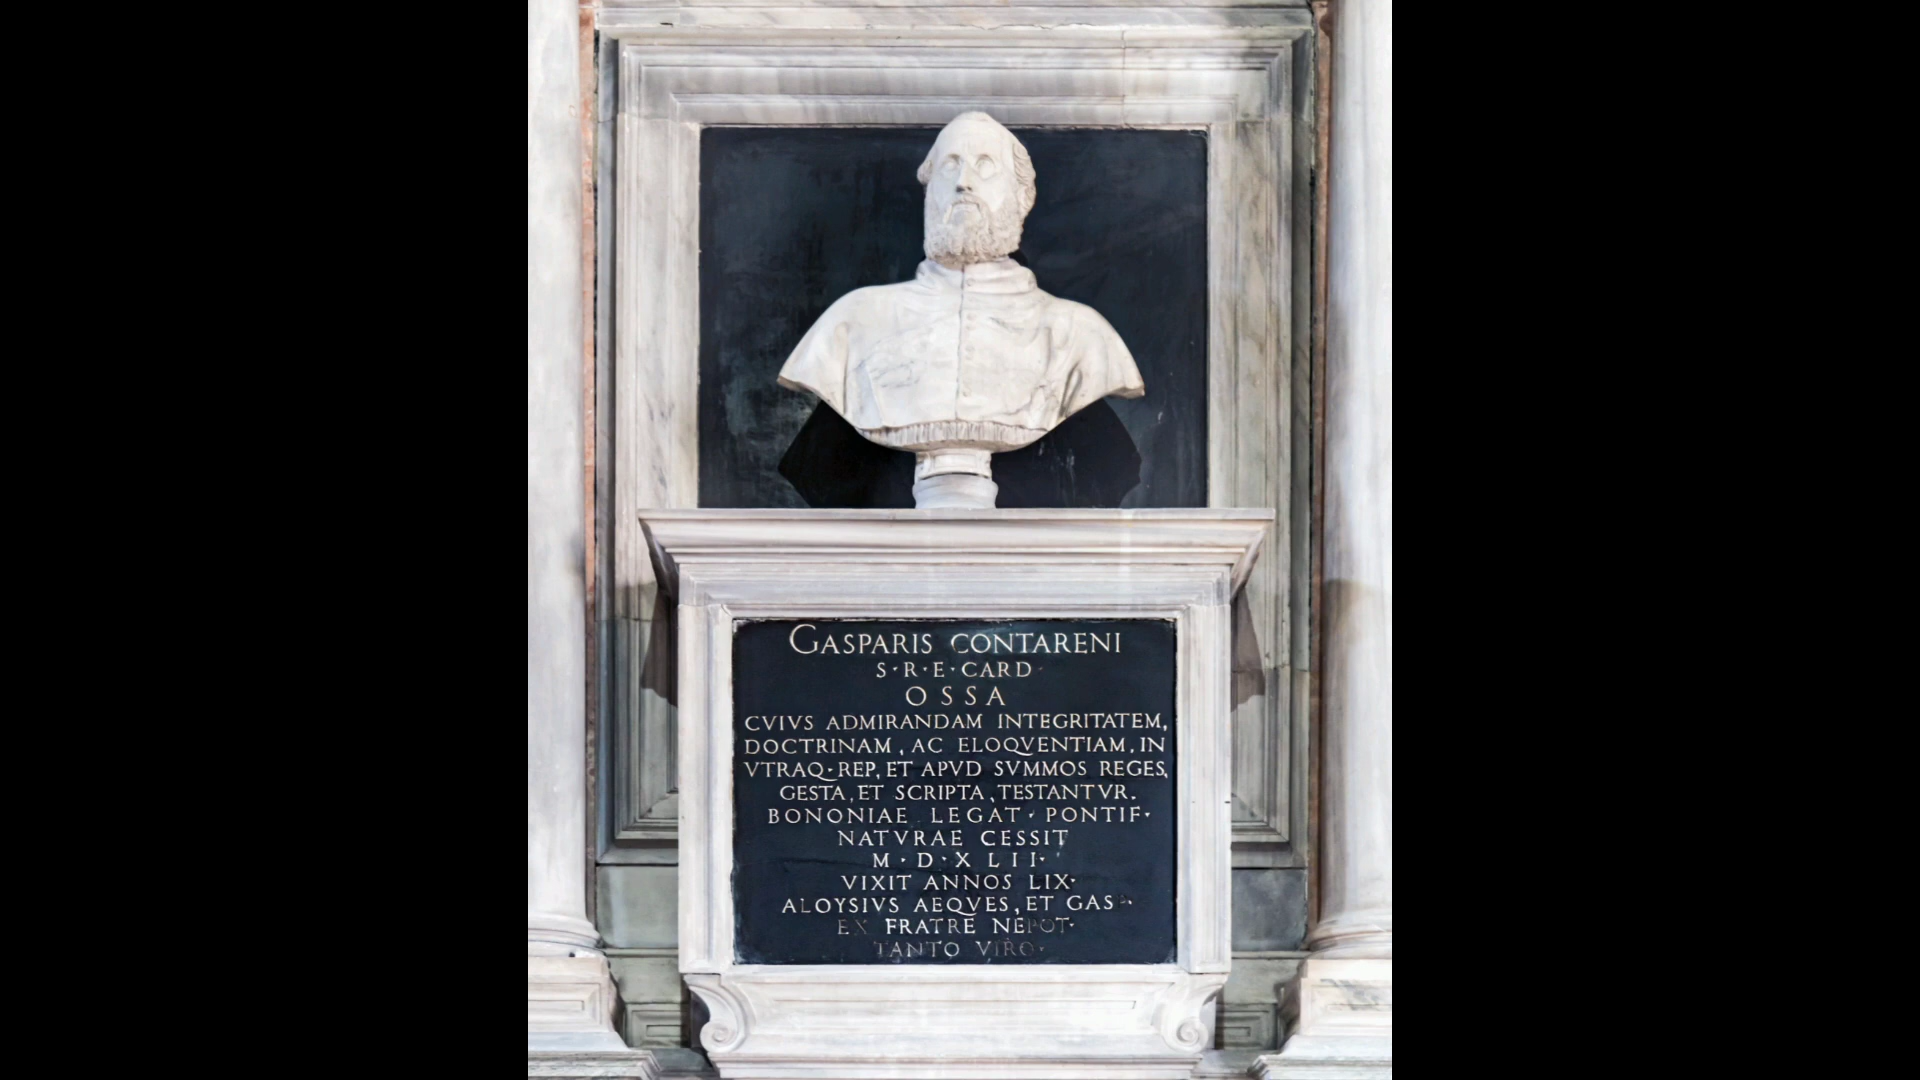 GASPARIS CONTARENI
S·R·E·CARD·
OSSA
CVIVS ADMIRANDAM INTEGRITATEM,
DOCTRINAM, AC ELOQVENTIAM, IN
VTRAQ·REP, ET APVD SVMMOS REGES,
GESTA, ET SCRIPTA, TESTANTVR.
BONONIAE LEGAT·PONTIF·
NATVRAE CESSIT
M·D·XLII·
VIXIT ANNOS LIX·
ALOYSIVS AEQVES, ET GASP·
EX FRATRE NEPOT·
TANTO VIRO·